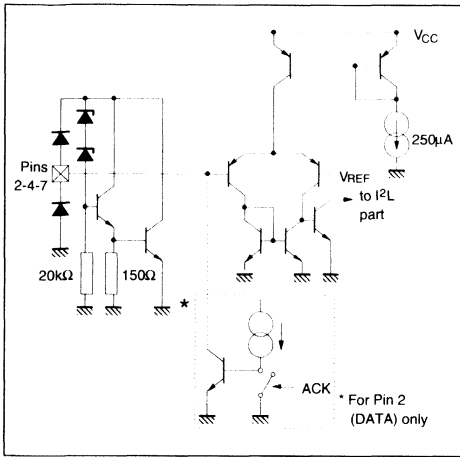 VCC
Pins
2-4-7
250μA
VREF
to I²L
part
20kΩ
150Ω
*
ACK
* For Pin 2
(DATA) only